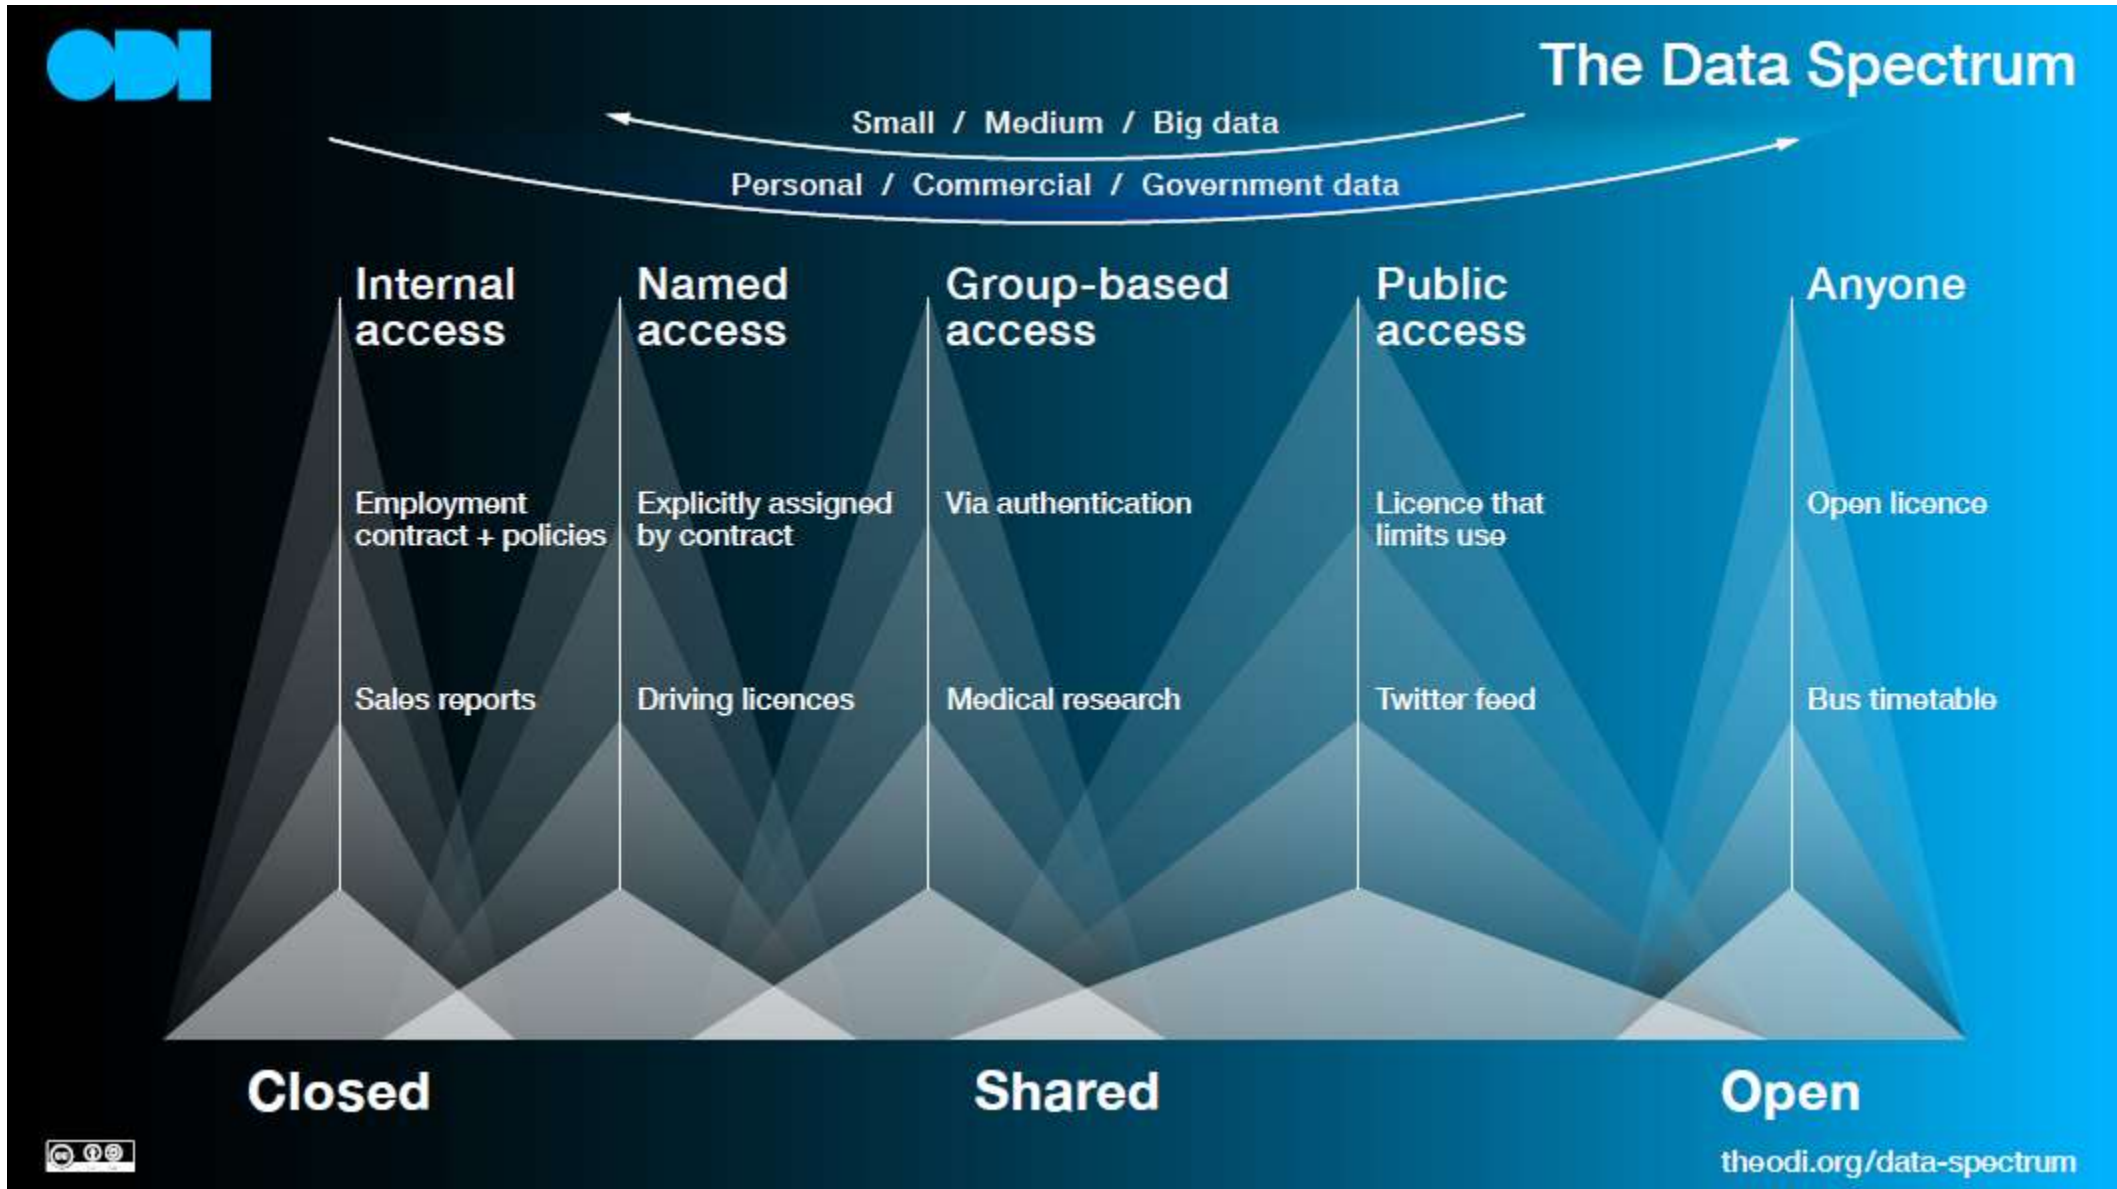 ODI
The Data Spectrum
Small / Medium / Big data
Personal / Commercial / Government data
Internal
access
Named
access
Group-based
access
Public
access
Anyone
Employment
contract + policies
Explicitly assigned
by contract
Via authentication
Licence that
limits use
Open licence
Sales reports
Driving licences
Medical research
Twitter feed
Bus timetable
Closed
Shared
Open
cc
theodi.org/data-spectrum